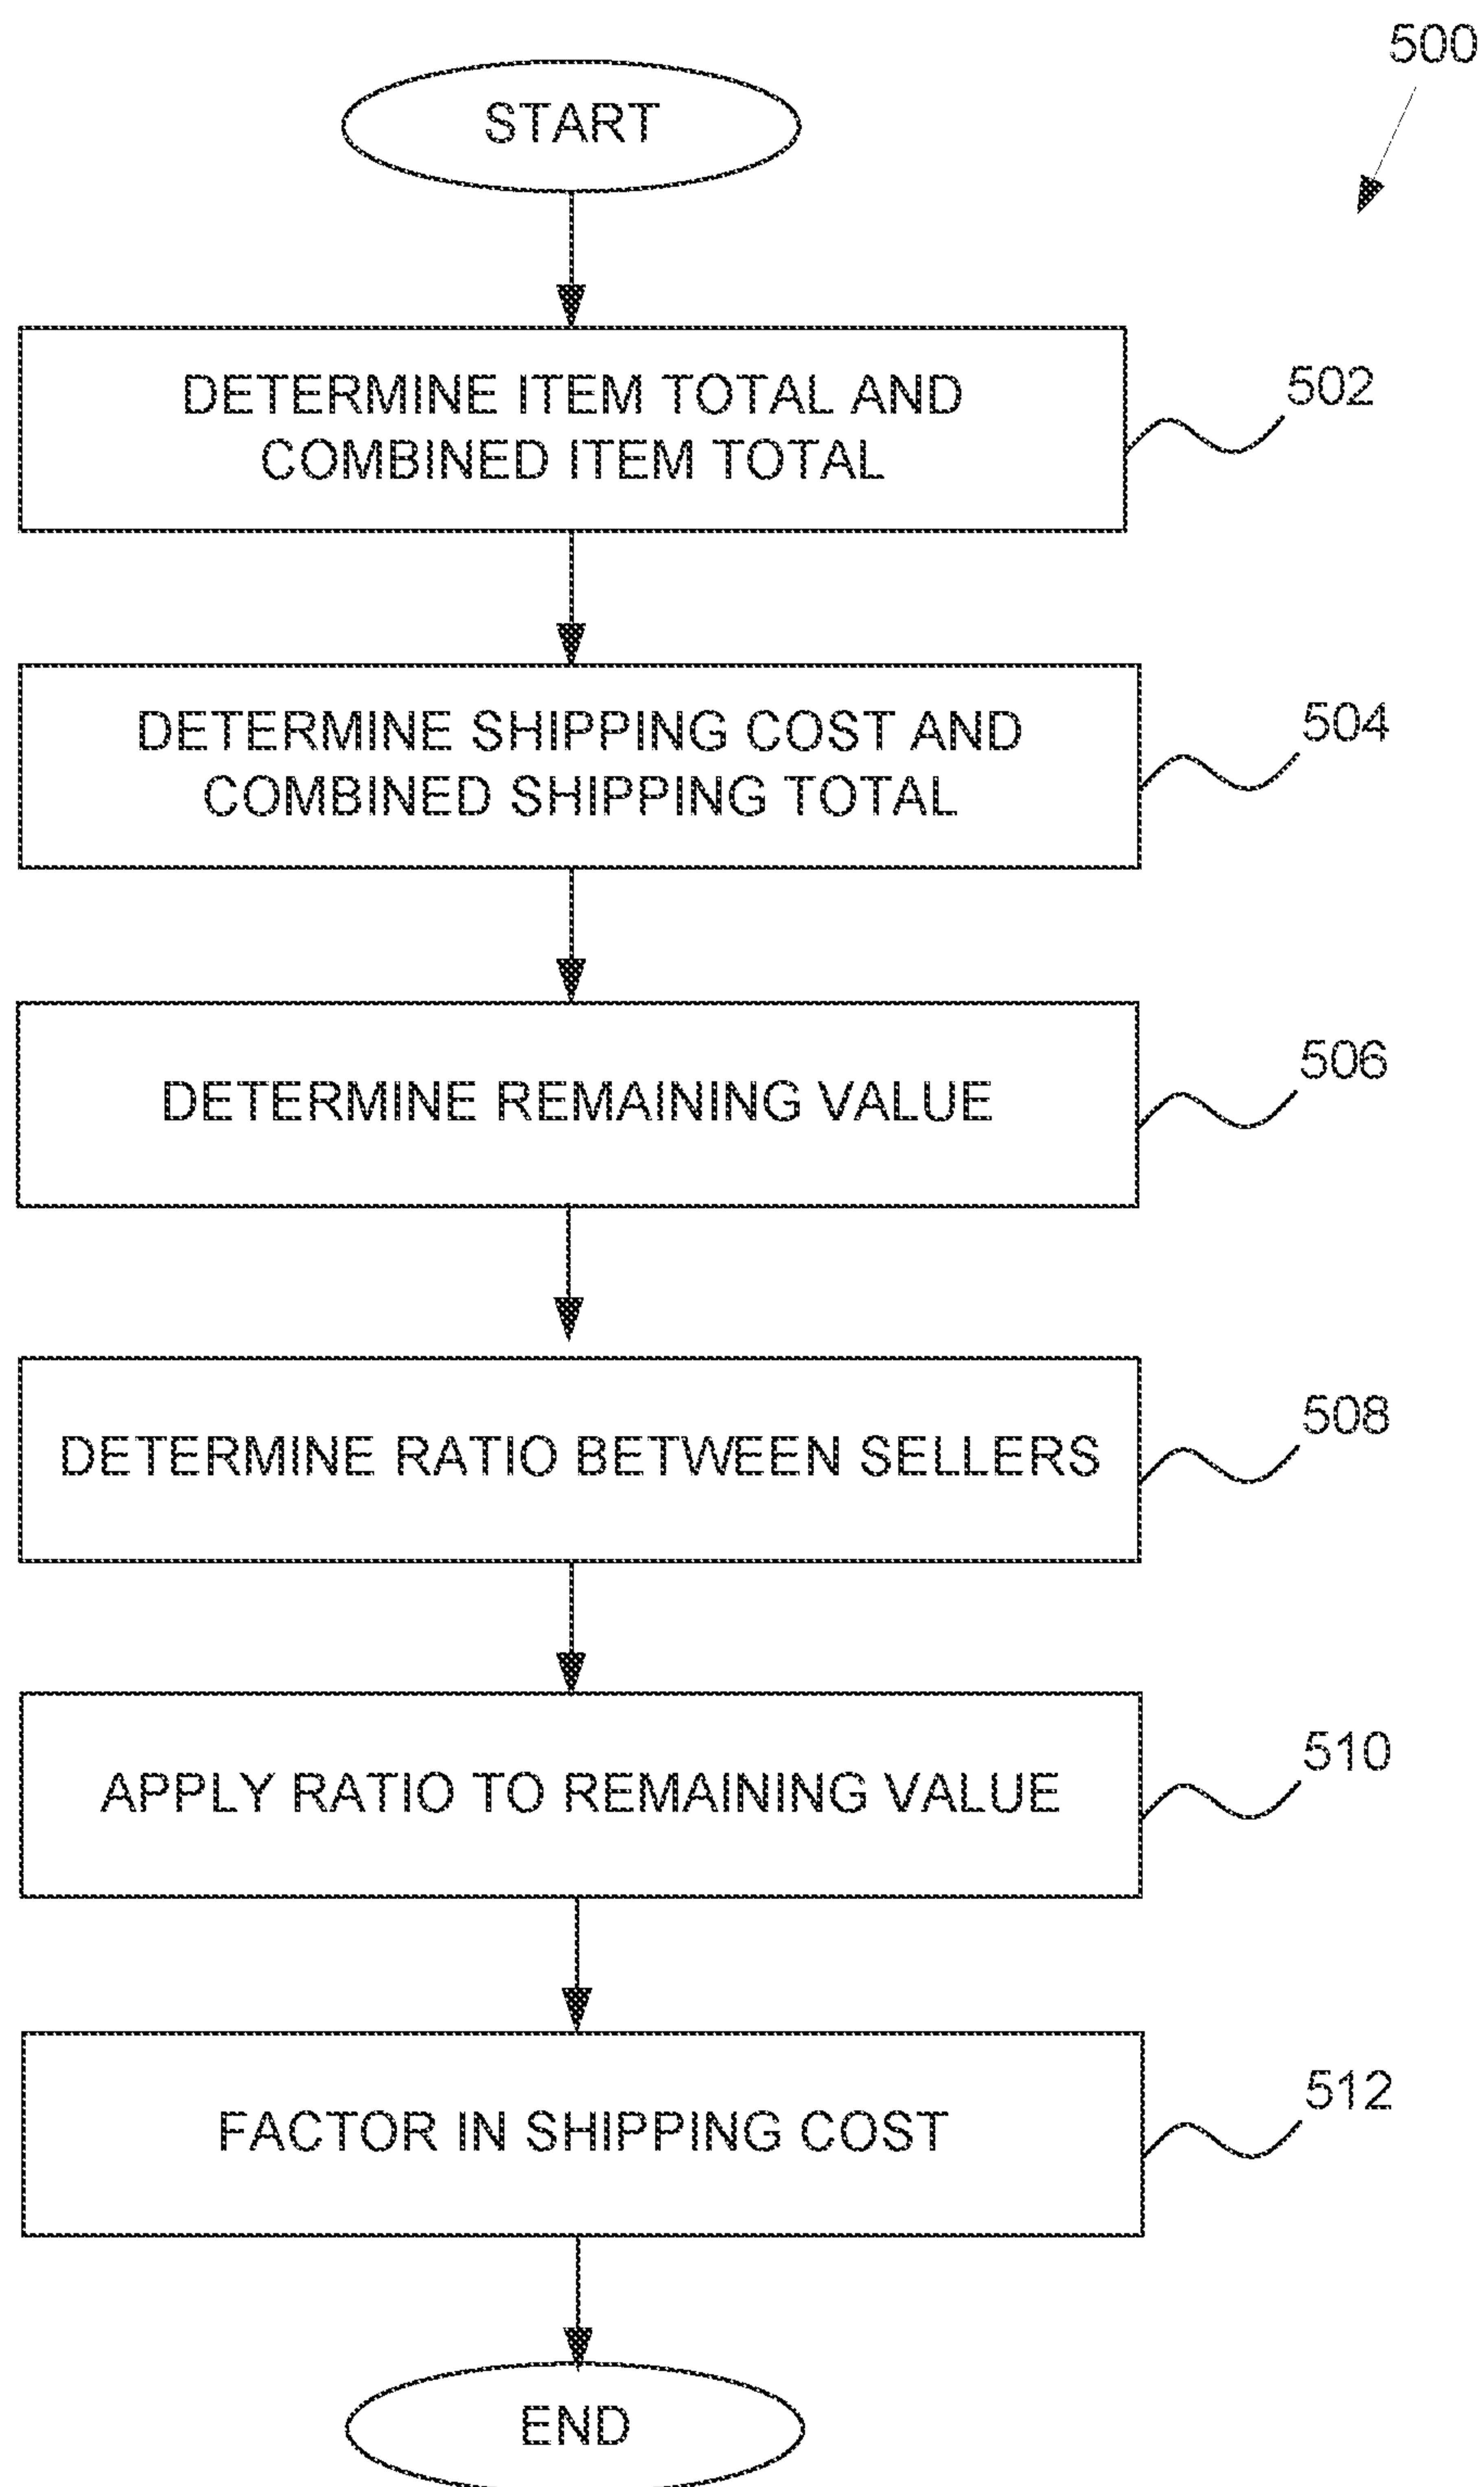 500
START
DETERMINE ITEM TOTAL AND
COMBINED ITEM TOTAL
502
DETERMINE SHIPPING COST AND
COMBINED SHIPPING TOTAL
504
DETERMINE REMAINING VALUE
506
DETERMINE RATIO BETWEEN SELLERS
508
APPLY RATIO TO REMAINING VALUE
510
FACTOR IN SHIPPING COST
512
END